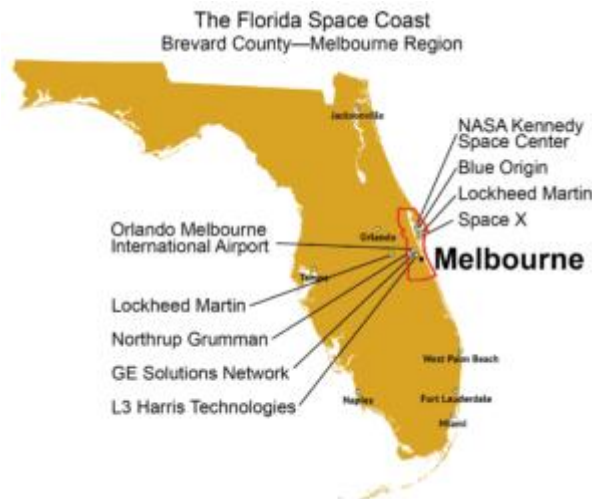 The Florida Space Coast
Brevard County—Melbourne Region
Jacksonville
NASA Kennedy
Space Center
Blue Origin
Lockheed Martin
Space X
Orlando Melbourne
International Airport
Orlando
Melbourne
Tampa
Lockheed Martin
Northrup Grumman
GE Solutions Network
L3 Harris Technologies
West Palm Beach
Naples
Fort Lauderdale
Miami